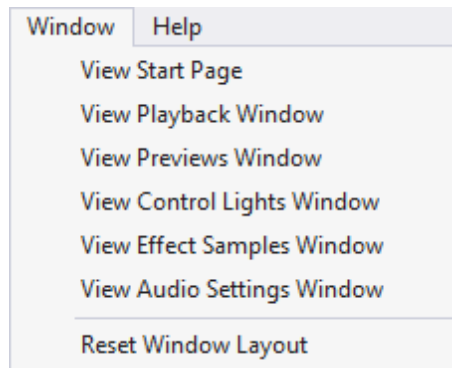 Window Help
View Start Page
View Playback Window
View Previews Window
View Control Lights Window
View Effect Samples Window
View Audio Settings Window
Reset Window Layout